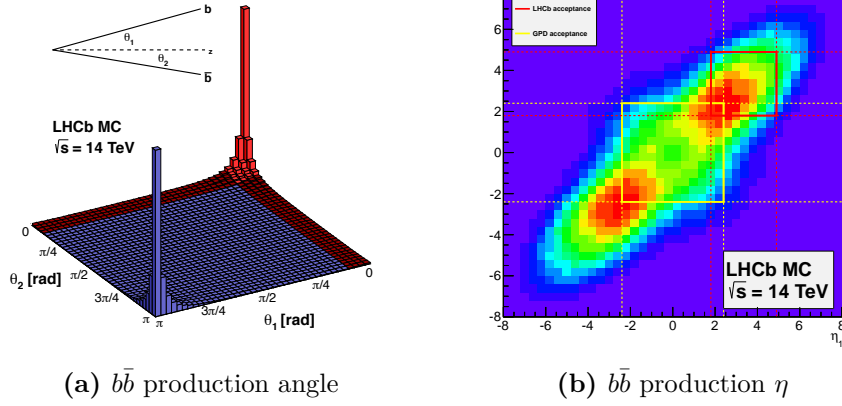 b
θ1
z
θ2
b̄
LHCb MC
√s = 14 TeV
0
π/4
π/2
3π/4
π
θ2 [rad]
π
3π/4
π/2
π/4
0
θ1 [rad]
LHCb acceptance
GPD acceptance
6
4
2
0
-2
-4
-6
-8
-8
-6
-4
-2
0
2
4
6
8
η1
LHCb MC
√s = 14 TeV
(a) bb̄ production angle
(b) bb̄ production η